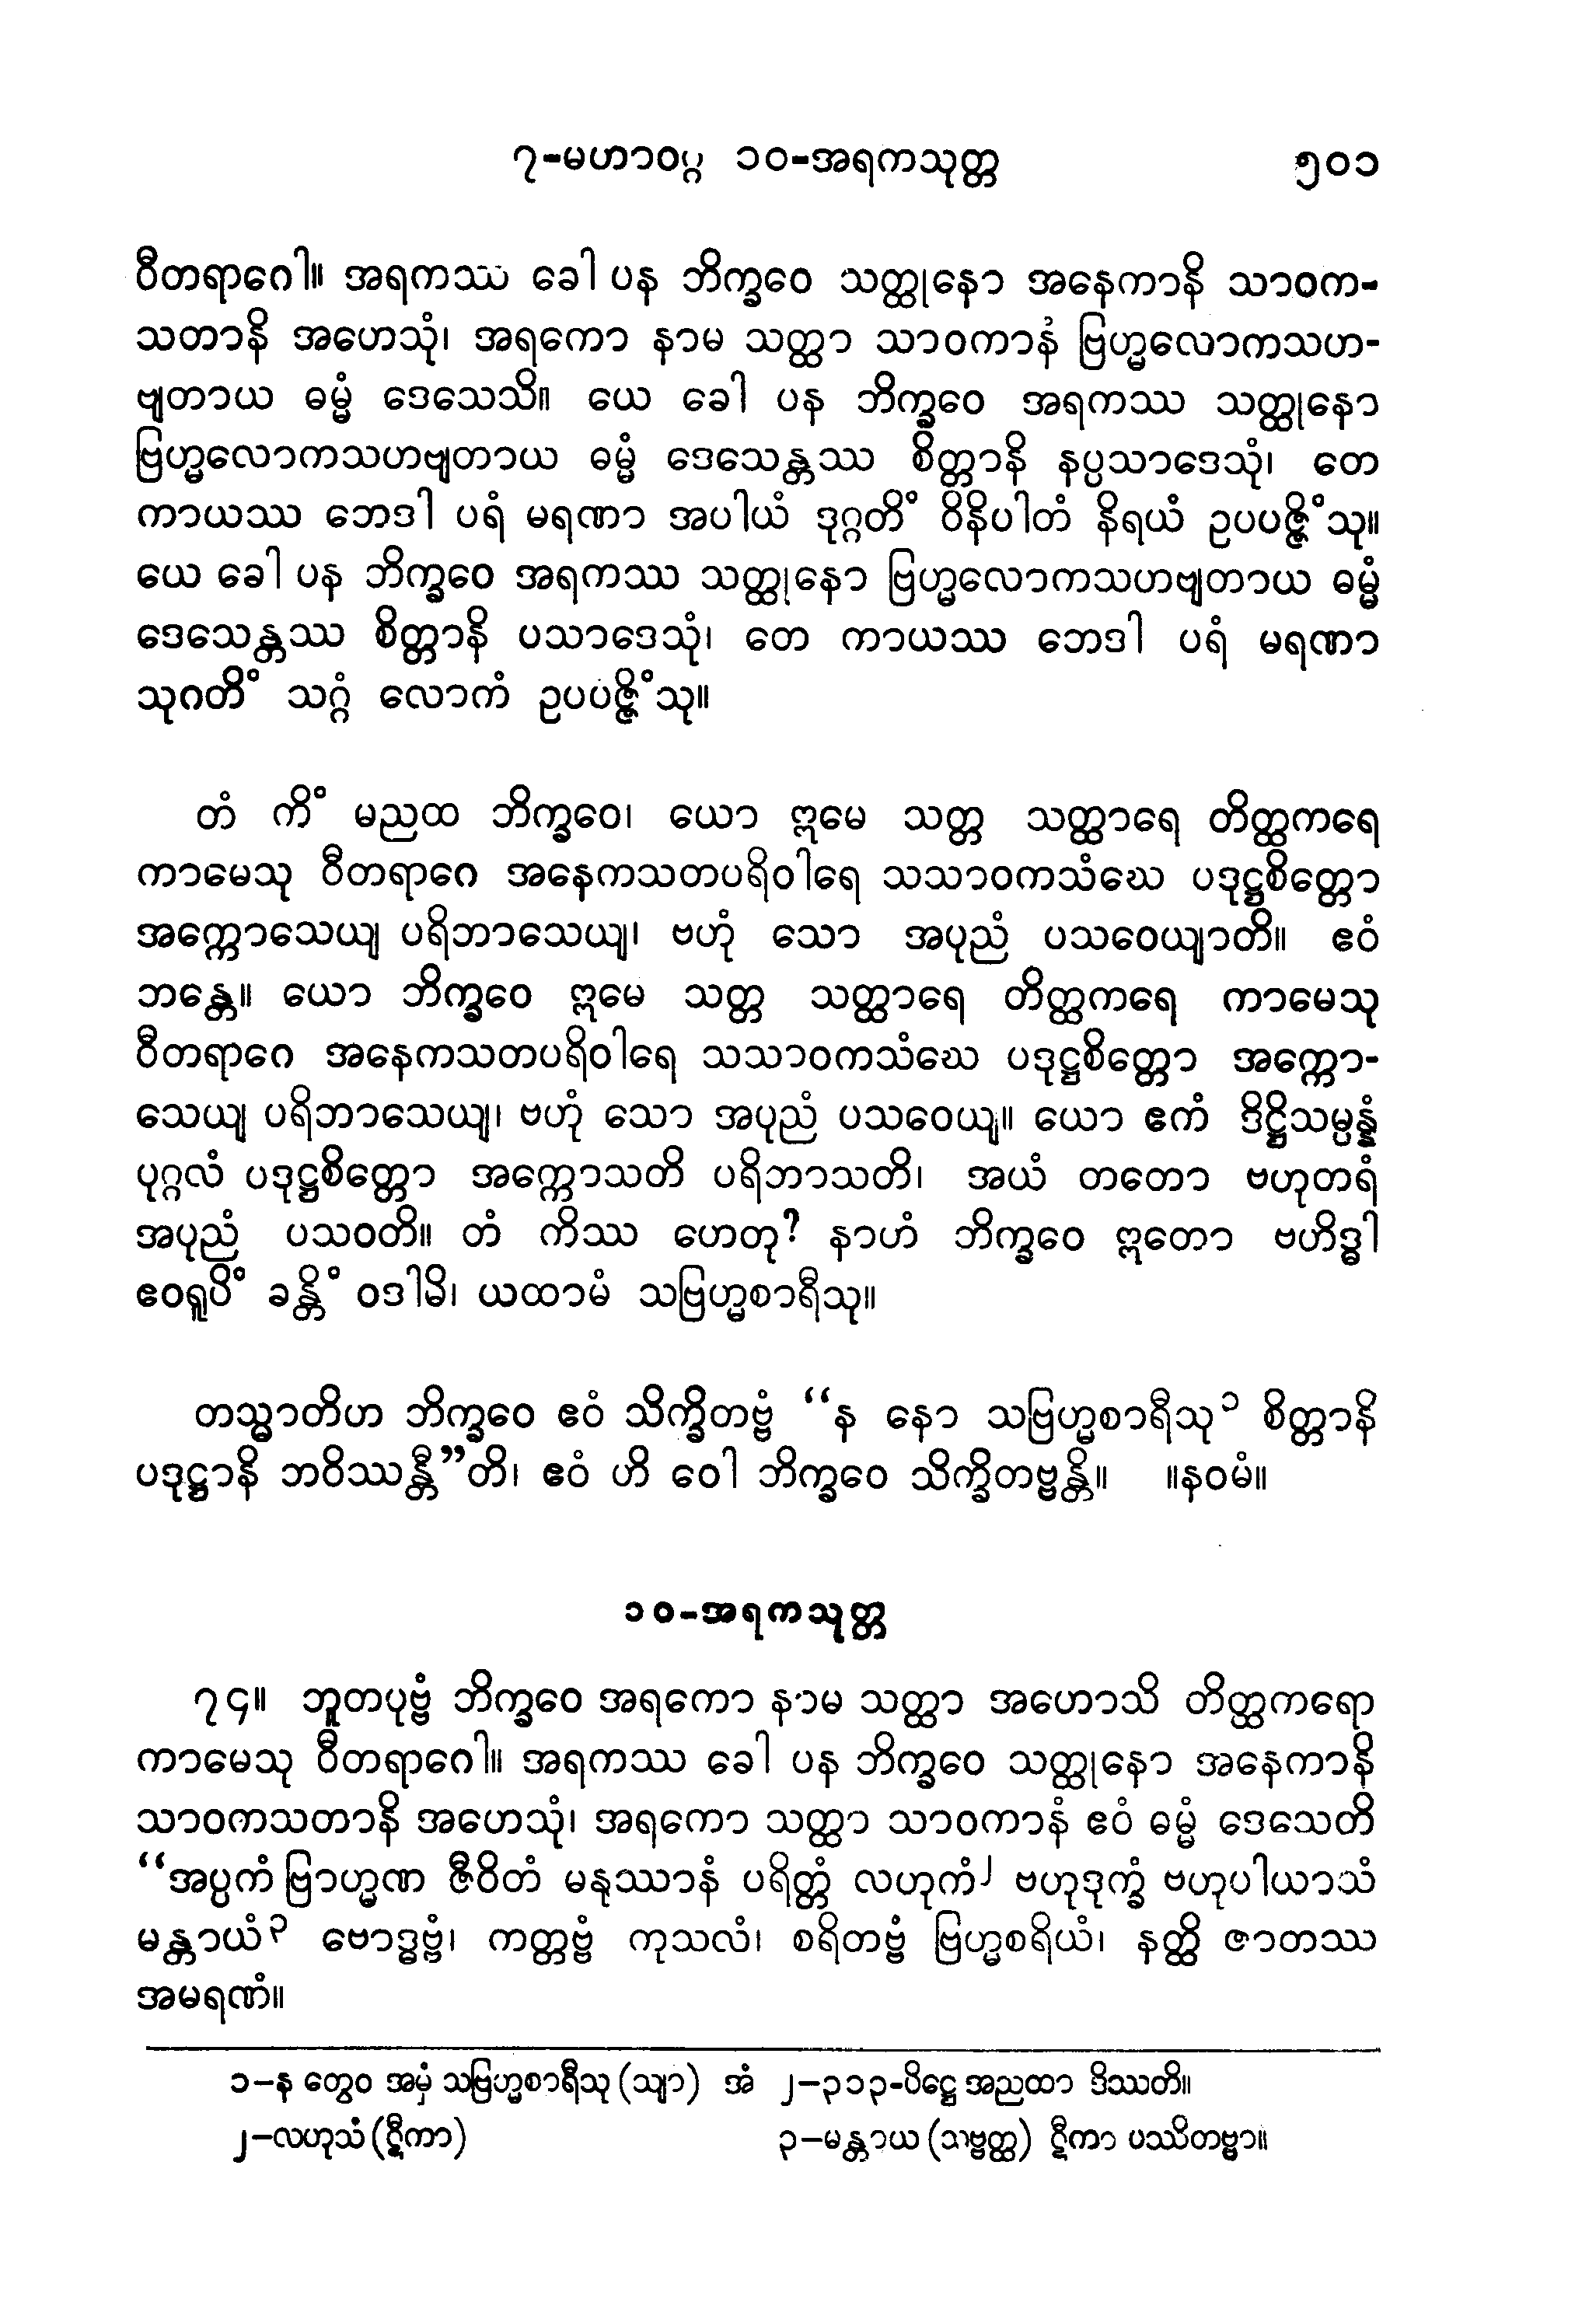 ၇-မဟာဝဂ္ဂ ၁၀-အရကသုတ္တ ၅၀၁
ဝီတရာဂေါ။ အရကဿ ခေါ ပန ဘိက္ခဝေ သတ္ထုနော အနေကာနိ သာဝက-
သတာနိ အဟေသုံ၊ အရကော နာမ သတ္ထာ သာဝကာနံ ဗြဟ္မလောကသဟ-
ဗျတာယ ဓမ္မံ ဒေသေသိ။ ယေ ခေါ ပန ဘိက္ခဝေ အရကဿ သတ္ထုနော
ဗြဟ္မလောကသဟဗျတာယ ဓမ္မံ ဒေသေန္တဿ စိတ္တာနိ နပ္ပသာဒေသုံ၊ တေ
ကာယဿ ဘေဒါ ပရံ မရဏာ အပါယံ ဒုဂ္ဂတိံ ဝိနိပါတံ နိရယံ ဥပပဇ္ဇိံသု။
ယေ ခေါ ပန ဘိက္ခဝေ အရကဿ သတ္ထုနော ဗြဟ္မလောကသဟဗျတာယ ဓမ္မံ
ဒေသေန္တဿ စိတ္တာနိ ပသာဒေသုံ၊ တေ ကာယဿ ဘေဒါ ပရံ မရဏာ
သုဂတိံ သဂ္ဂံ လောကံ ဥပပဇ္ဇိံသု။
တံ ကိံ မညထ ဘိက္ခဝေ၊ ယော ဣမေ သတ္တ သတ္ထာရေ တိတ္ထကရေ
ကာမေသု ဝီတရာဂေ အနေကသတပရိဝါရေ သသာဝကသံဃေ ပဒုဋ္ဌစိတ္တော
အက္ကောသေယျ ပရိဘာသေယျ၊ ဗဟုံ သော အပုညံ ပသဝေယျာတိ။ ဧဝံ
ဘန္တေ။ ယော ဘိက္ခဝေ ဣမေ သတ္တ သတ္ထာရေ တိတ္ထကရေ ကာမေသု
ဝီတရာဂေ အနေကသတပရိဝါရေ သသာဝကသံဃေ ပဒုဋ္ဌစိတ္တော အက္ကော-
သေယျ ပရိဘာသေယျ၊ ဗဟုံ သော အပုညံ ပသဝေယျ။ ယော ဧကံ ဒိဋ္ဌိသမ္ပန္နံ
ပုဂ္ဂလံ ပဒုဋ္ဌစိတ္တော အက္ကောသတိ ပရိဘာသတိ၊ အယံ တတော ဗဟုတရံ
အပုညံ ပသဝတိ။ တံ ကိဿ ဟေတု? နာဟံ ဘိက္ခဝေ ဣတော ဗဟိဒ္ဓါ
ဧဝရူပိံ ခန္တိံ ဝဒါမိ၊ ယထာမံ သဗြဟ္မစာရီသု။
တသ္မာတိဟ ဘိက္ခဝေ ဧဝံ သိက္ခိတဗ္ဗံ “န နော သဗြဟ္မစာရီသု၁ စိတ္တာနိ
ပဒုဋ္ဌာနိ ဘဝိဿန္တီ”တိ၊ ဧဝံ ဟိ ဝေါ ဘိက္ခဝေ သိက္ခိတဗ္ဗန္တိ။ ။နဝမံ။
၁၀-အရကသုတ္တ
၇၄။ ဘူတပုဗ္ဗံ ဘိက္ခဝေ အရကော နာမ သတ္ထာ အဟောသိ တိတ္ထကရော
ကာမေသု ဝီတရာဂေါ။ အရကဿ ခေါ ပန ဘိက္ခဝေ သတ္ထုနော အနေကာနိ
သာဝကသတာနိ အဟေသုံ၊ အရကော သတ္ထာ သာဝကာနံ ဧဝံ ဓမ္မံ ဒေသေတိ
“အပ္ပကံ ဗြာဟ္မဏ ဇီဝိတံ မနုဿာနံ ပရိတ္တံ လဟုကံ၂ ဗဟုဒုက္ခံ ဗဟုပါယာသံ
မန္တာယံ၃ ဗောဒ္ဓဗ္ဗံ၊ ကတ္တဗ္ဗံ ကုသလံ၊ စရိတဗ္ဗံ ဗြဟ္မစရိယံ၊ နတ္ထိ ဇာတဿ
အမရဏံ။
၁–န တွေဝ အမှံ သဗြဟ္မစာရီသု (သျာ) အံ ၂–၃၁၃-ပိဋ္ဌေ အညထာ ဒိဿတိ။
၂–လဟုသံ (ဋီကာ) ၃–မန္တာယ (သဗ္ဗတ္ထ) ဋီကာ ပဿိတဗ္ဗာ။